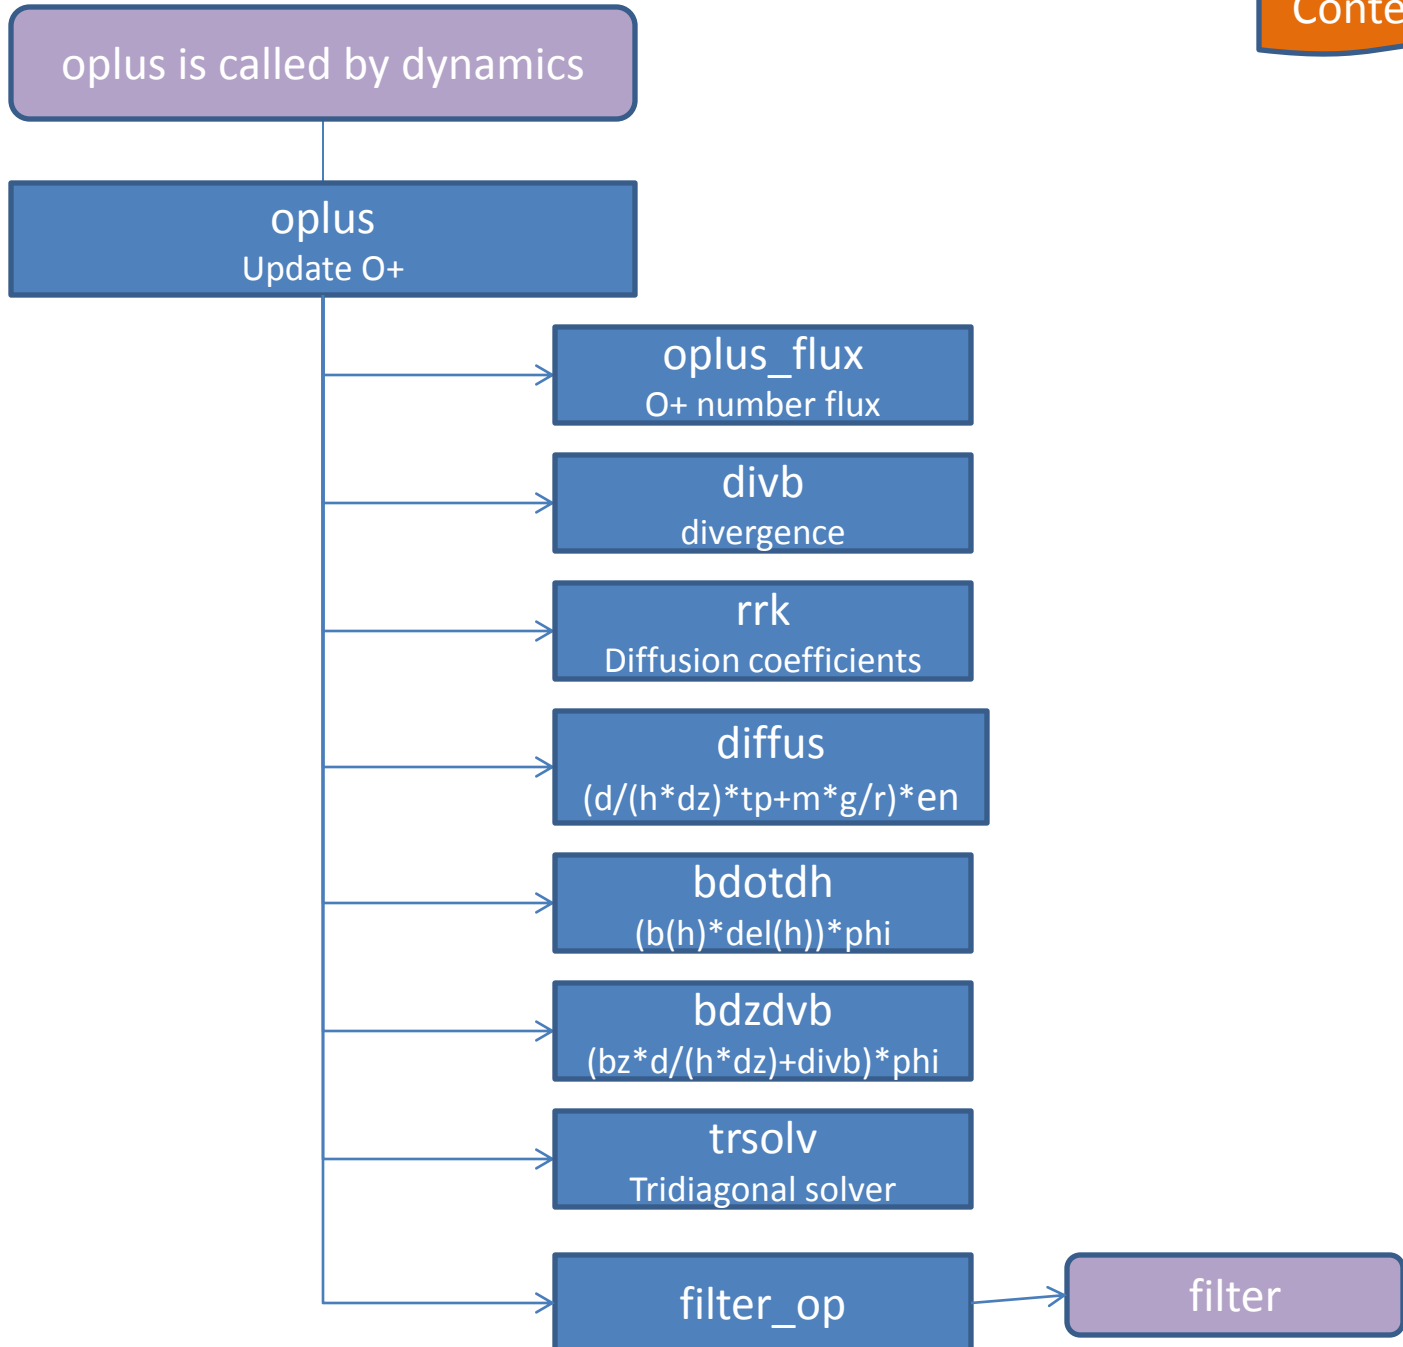 Conte
oplus is called by dynamics
oplus
Update O+
oplus_flux
O+ number flux
divb
divergence
rrk
Diffusion coefficients
diffus
(d/(h*dz)*tp+m*g/r)*en
bdotdh
(b(h)*del(h))*phi
bdzdvb
(bz*d/(h*dz)+divb)*phi
trsolv
Tridiagonal solver
filter_op
filter